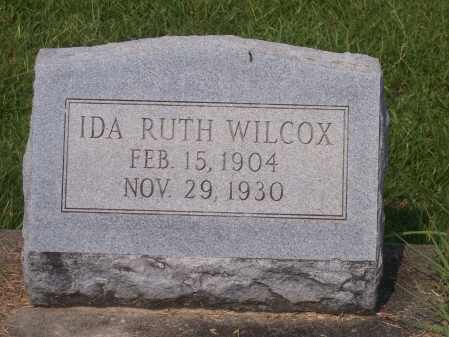 IDA RUTH WILCOX
FEB. 15, 1904
NOV. 29, 1930